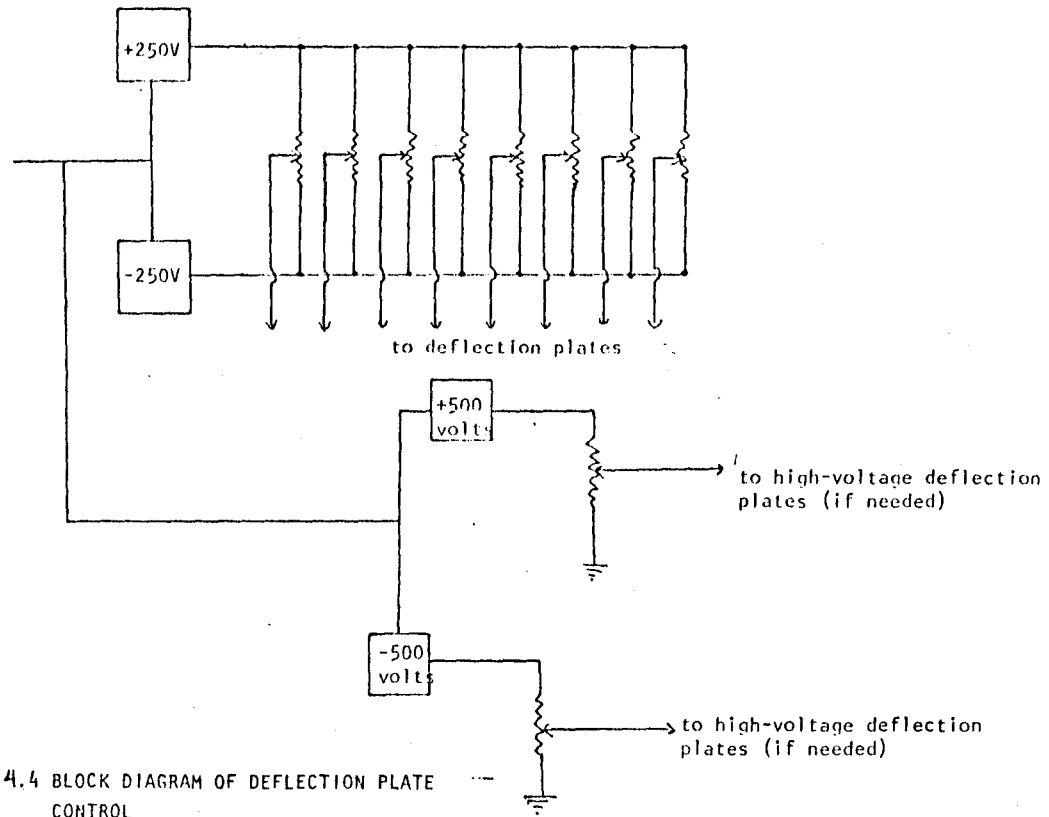 +250V
-250V
to deflection plates
+500
volts
to high-voltage deflection
plates (if needed)
-500
volts
to high-voltage deflection
plates (if needed)
4.4 BLOCK DIAGRAM OF DEFLECTION PLATE
CONTROL